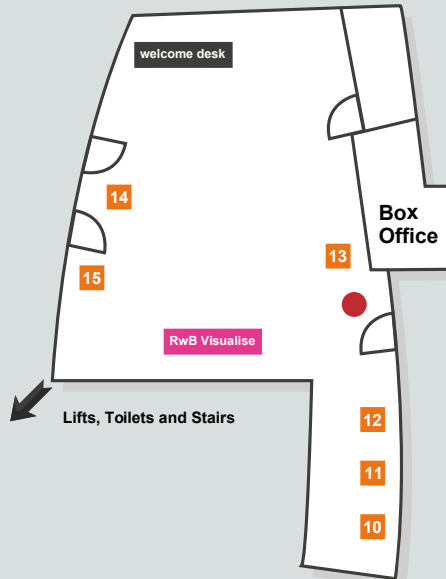 welcome desk
14
Box
Office
13
15
RwB Visualise
Lifts, Toilets and Stairs
12
11
10